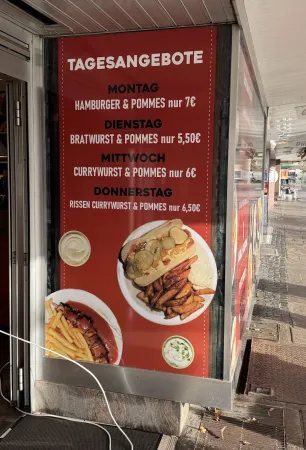 TAGESANGEBOTE
MONTAG
HAMBURGER & POMMES nur 7€
DIENSTAG
BRATWURST & POMMES nur 5,50€
MITTWOCH
CURRYWURST & POMMES nur 6€
DONNERSTAG
RISSEN CURRYWURST & POMMES nur 6,50€